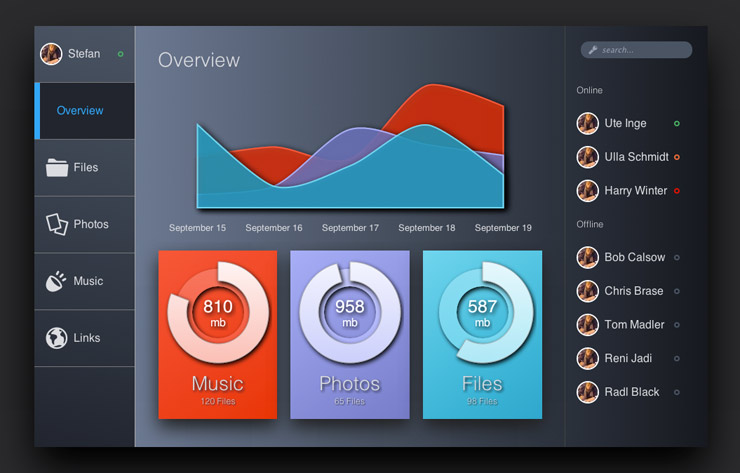 Stefan
Overview
Files
Photos
Music
Links
Overview
September 15 September 16 September 17 September 18 September 19
810
mb
Music
120 Files
958
mb
Photos
65 Files
587
mb
Files
98 Files
search...
Online
Ute Inge
Ulla Schmidt
Harry Winter
Offline
Bob Calsow
Chris Brase
Tom Madler
Reni Jadi
Radl Black